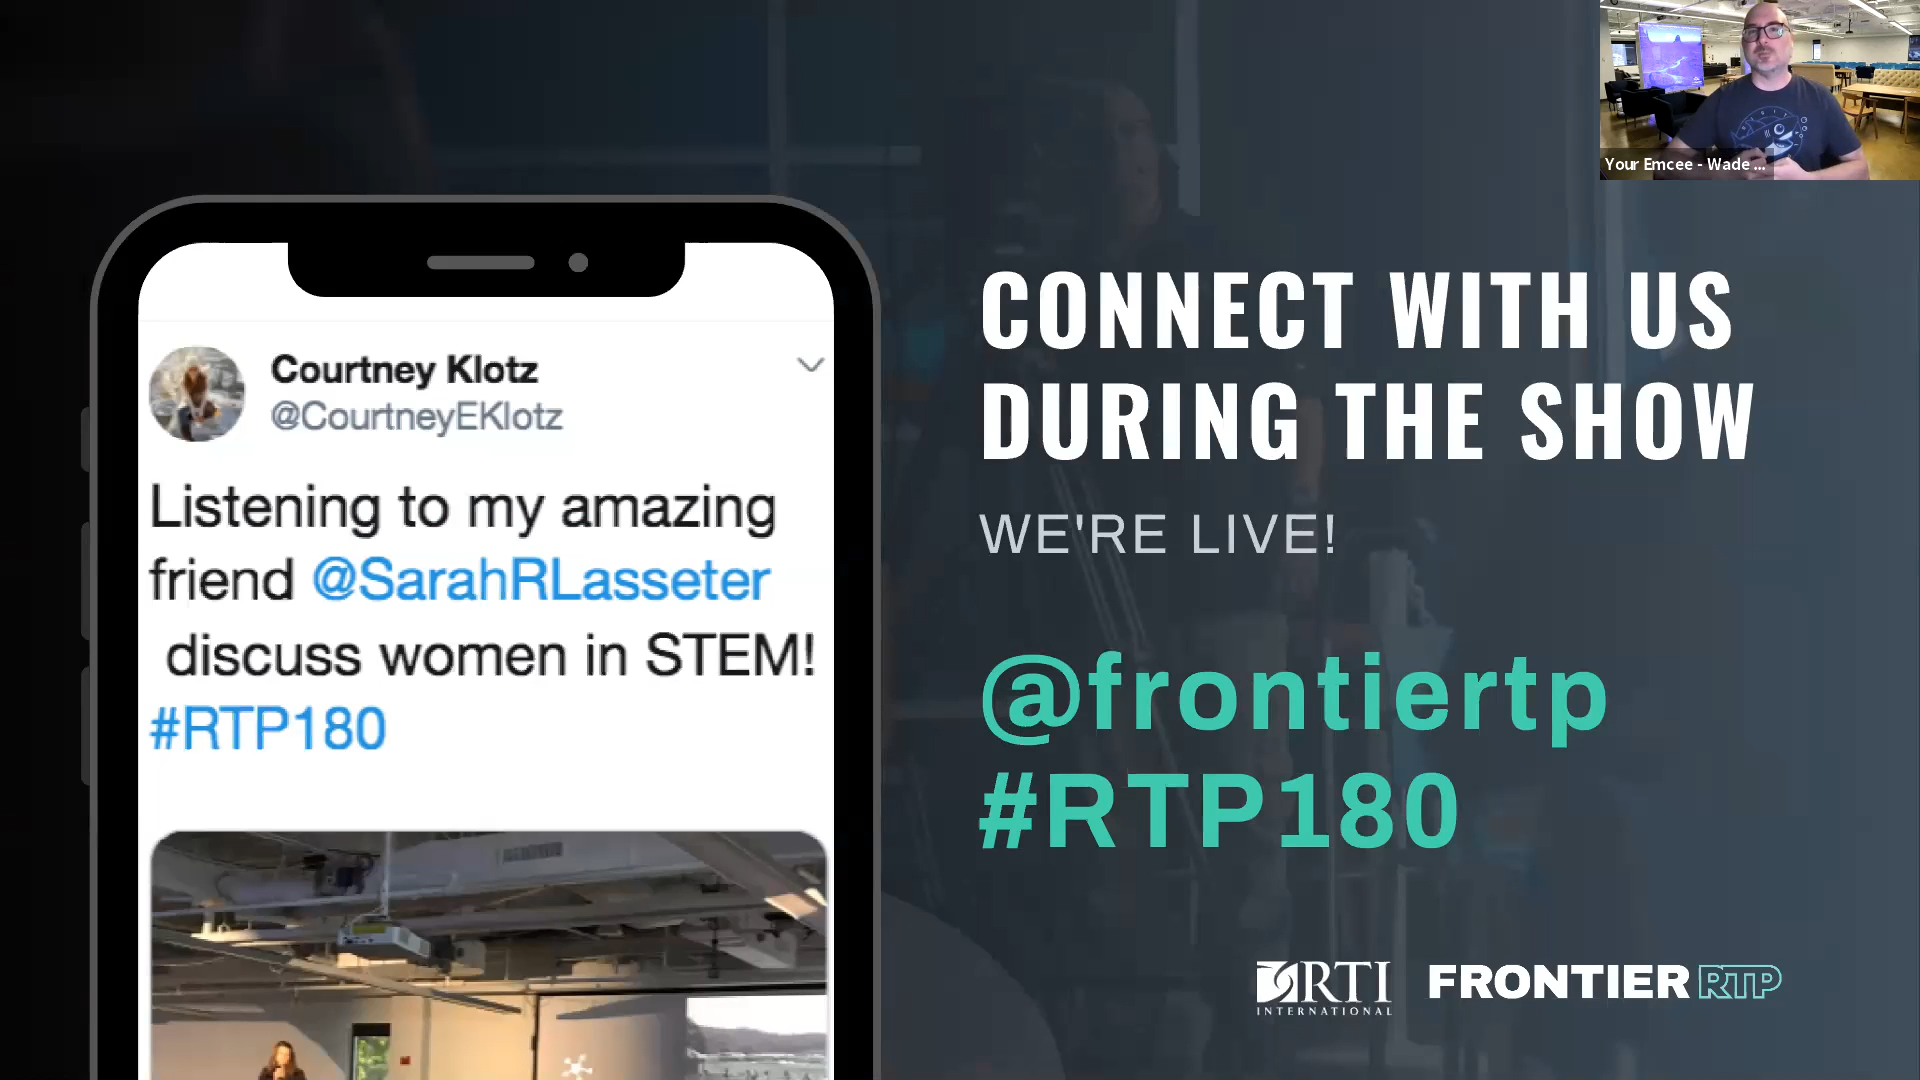 Your Emcee - Wade ...
Courtney Klotz
@CourtneyEKlotz
Listening to my amazing
friend @SarahRLasseter
discuss women in STEM!
#RTP180
CONNECT WITH US
DURING THE SHOW
WE'RE LIVE!
@frontiertp
#RTP180
RTI
INTERNATIONAL
FRONTIER RTP